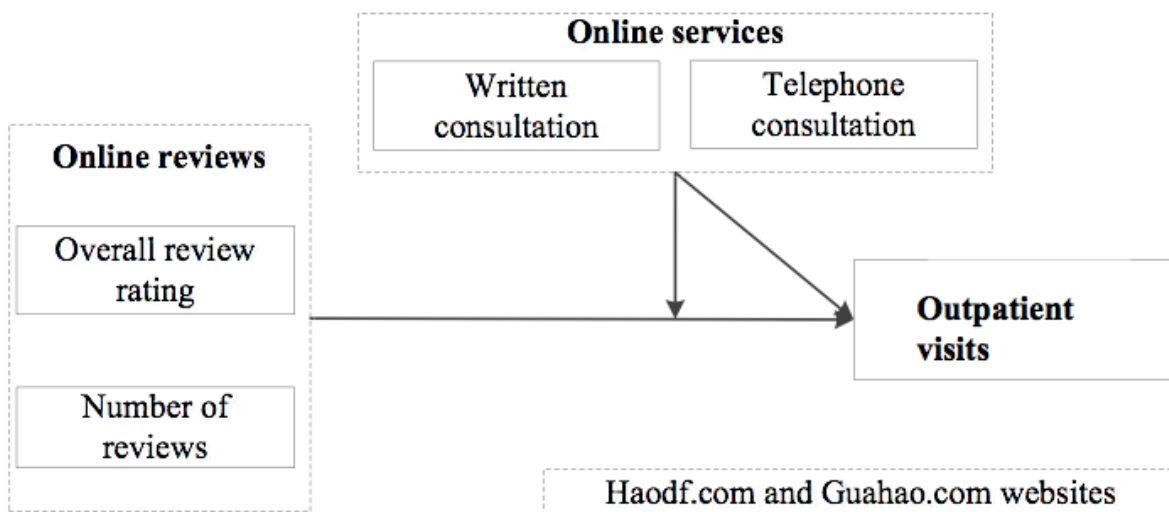 Online services
Written
consultation
Telephone
consultation
Online reviews
Overall review
rating
Number of
reviews
Outpatient
visits
Haodf.com and Guahao.com websites